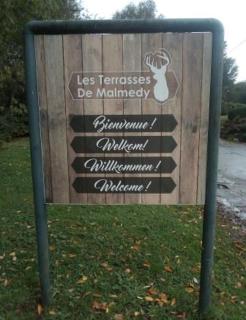 Les Terrasses
De Malmedy
Bienvenue !
Welkom!
Willkommen !
Welcome !